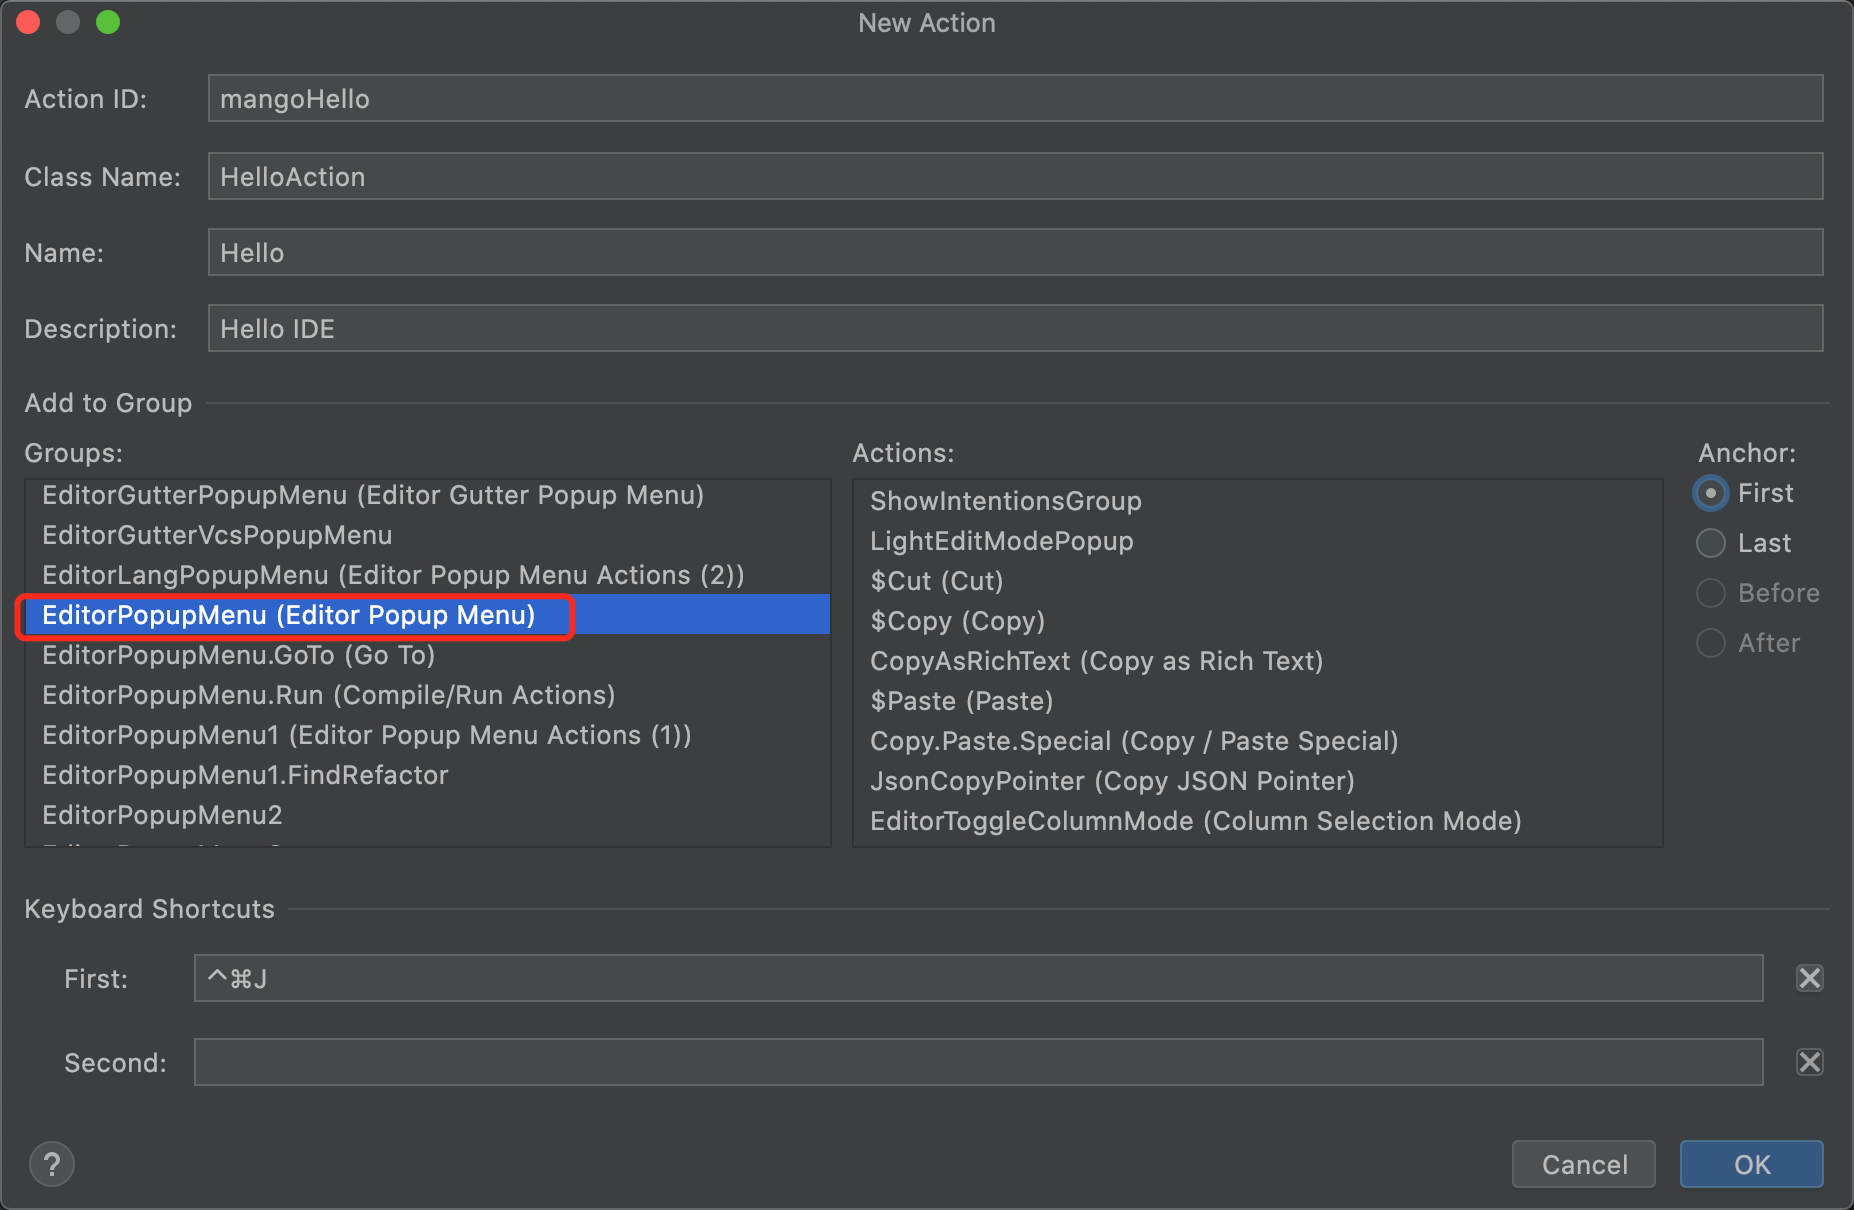 New Action
Action ID:
mangoHello
Class Name:
HelloAction
Name:
Hello
Description:
Hello IDE
Add to Group
Groups:
EditorGutterPopupMenu (Editor Gutter Popup Menu)
EditorGutterVcsPopupMenu
EditorLangPopupMenu (Editor Popup Menu Actions (2))
EditorPopupMenu (Editor Popup Menu)
EditorPopupMenu.GoTo (Go To)
EditorPopupMenu.Run (Compile/Run Actions)
EditorPopupMenu1 (Editor Popup Menu Actions (1))
EditorPopupMenu1.FindRefactor
EditorPopupMenu2
Actions:
ShowIntentionsGroup
LightEditModePopup
$Cut (Cut)
$Copy (Copy)
CopyAsRichText (Copy as Rich Text)
$Paste (Paste)
Copy.Paste.Special (Copy / Paste Special)
JsonCopyPointer (Copy JSON Pointer)
EditorToggleColumnMode (Column Selection Mode)
Anchor:
First
Last
Before
After
Keyboard Shortcuts
First:
^⌘J
Second:
?
Cancel
OK